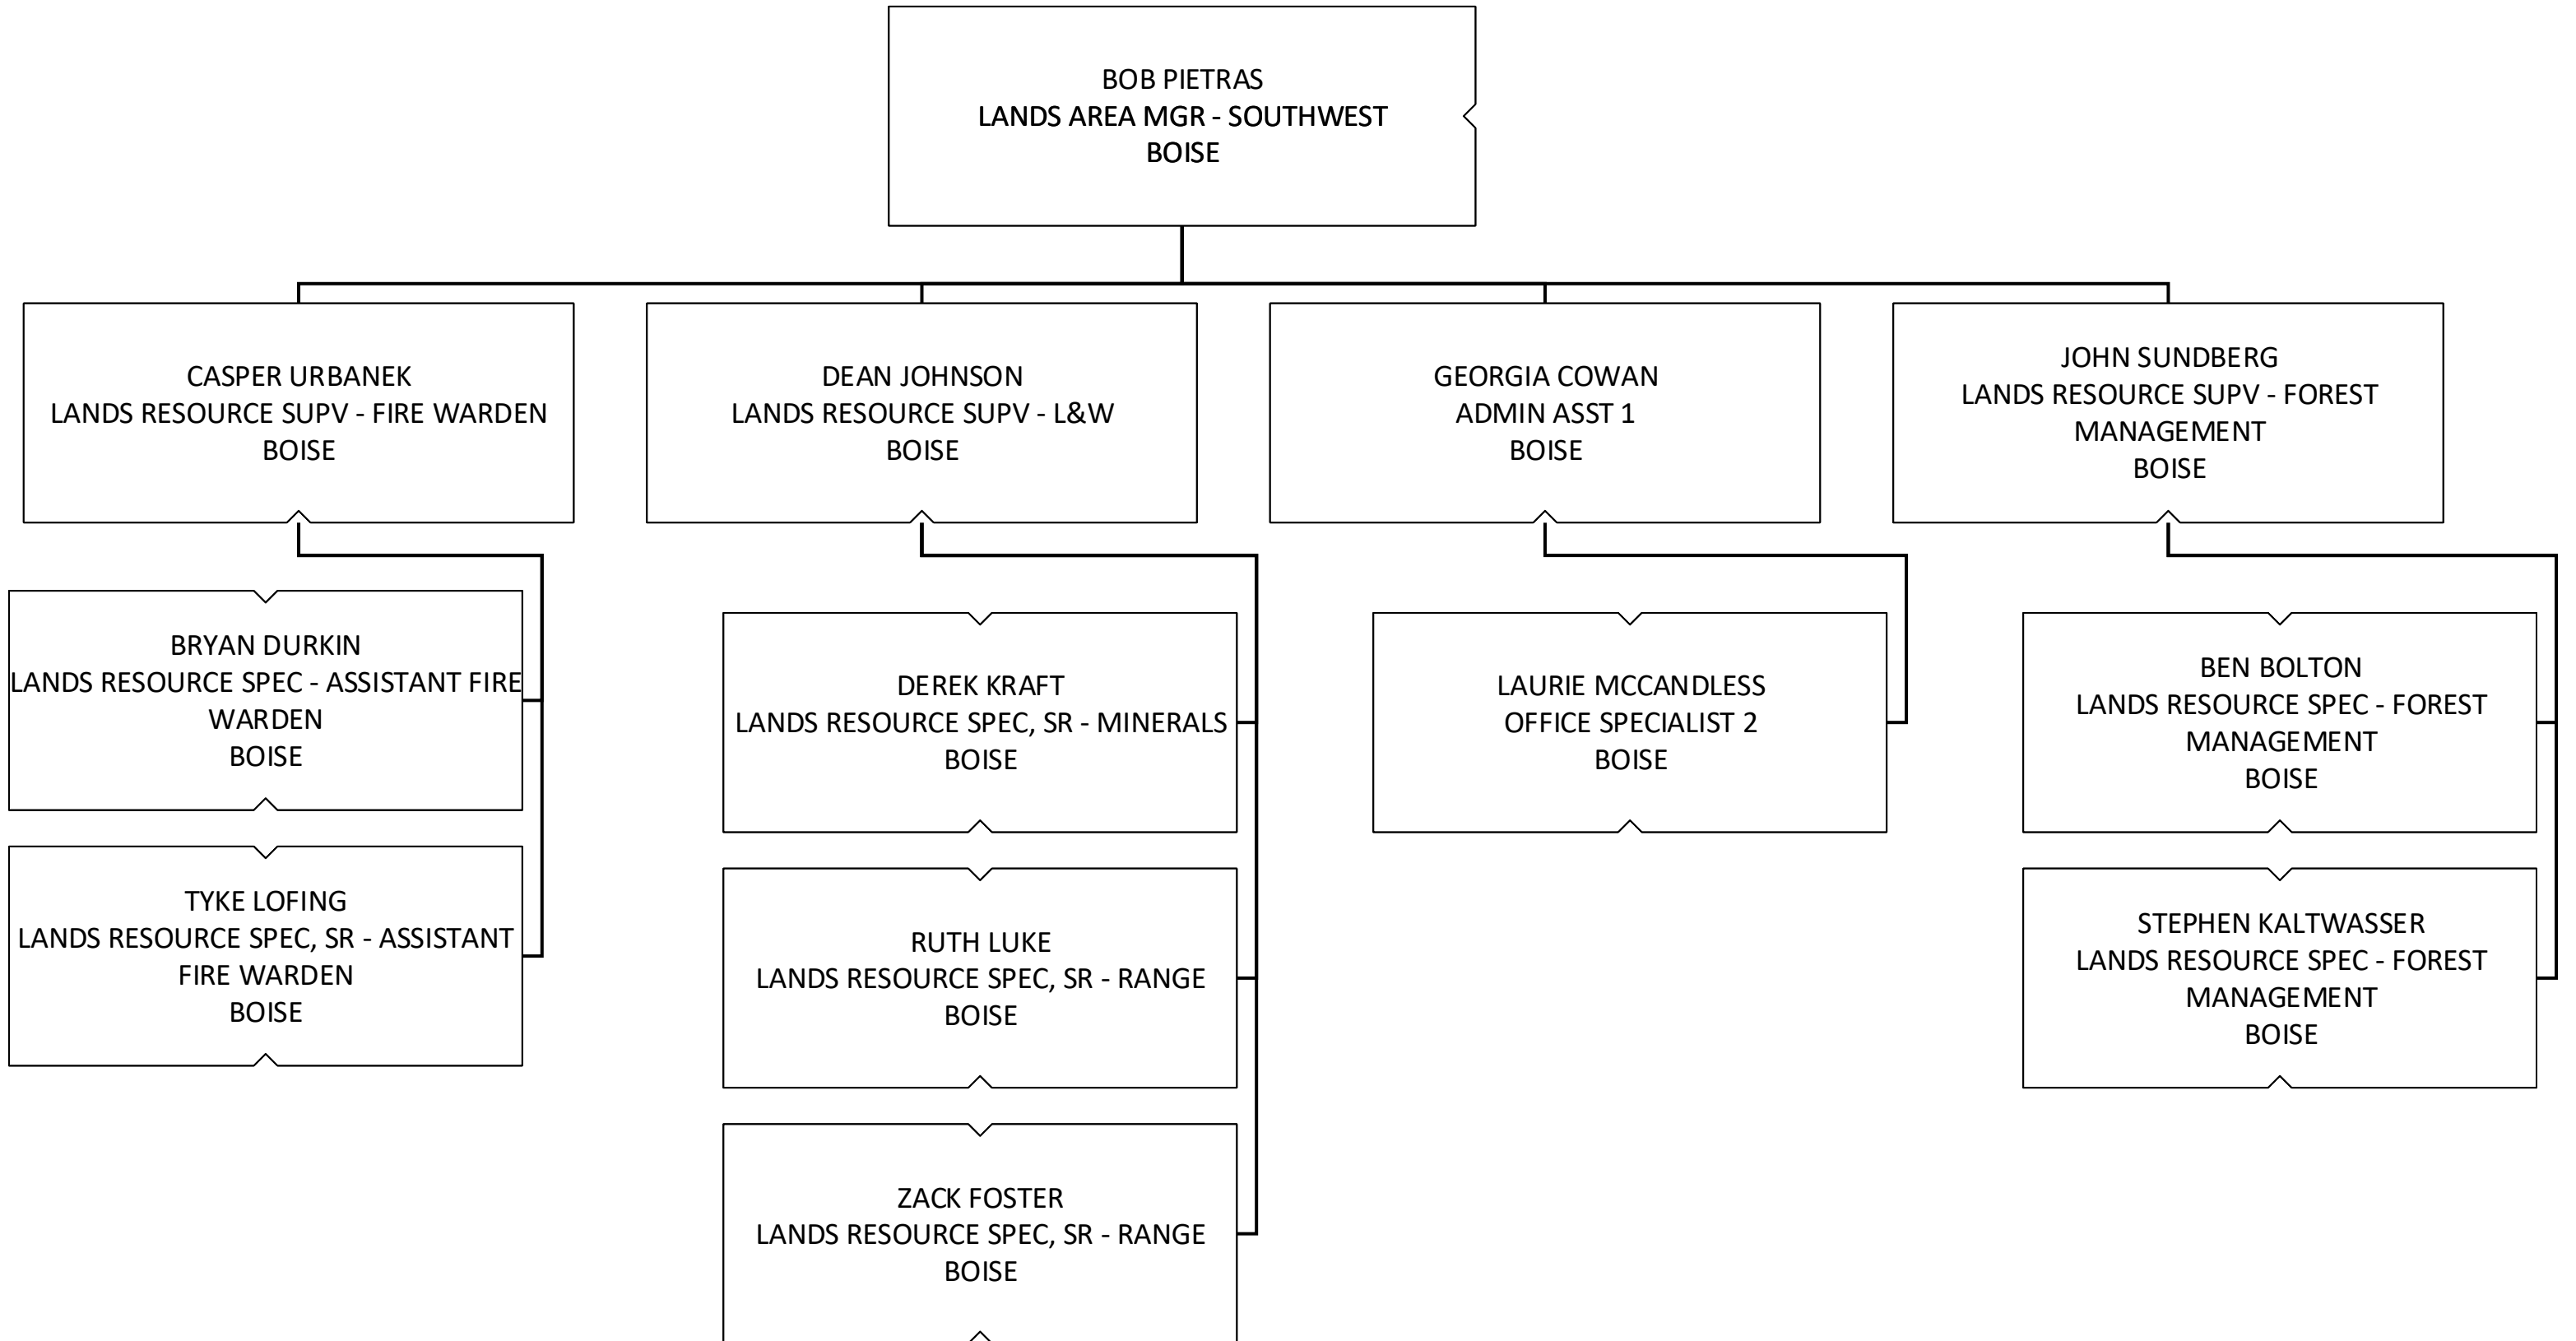 BOB PIETRAS
LANDS AREA MGR - SOUTHWEST
BOISE
CASPER URBANEK
LANDS RESOURCE SUPV - FIRE WARDEN
BOISE
DEAN JOHNSON
LANDS RESOURCE SUPV - L&W
BOISE
GEORGIA COWAN
ADMIN ASST 1
BOISE
JOHN SUNDBERG
LANDS RESOURCE SUPV - FOREST
MANAGEMENT
BOISE
BRYAN DURKIN
LANDS RESOURCE SPEC - ASSISTANT FIRE
WARDEN
BOISE
TYKE LOFING
LANDS RESOURCE SPEC, SR - ASSISTANT
FIRE WARDEN
BOISE
DEREK KRAFT
LANDS RESOURCE SPEC, SR - MINERALS
BOISE
RUTH LUKE
LANDS RESOURCE SPEC, SR - RANGE
BOISE
ZACK FOSTER
LANDS RESOURCE SPEC, SR - RANGE
BOISE
LAURIE MCCANDLESS
OFFICE SPECIALIST 2
BOISE
BEN BOLTON
LANDS RESOURCE SPEC - FOREST
MANAGEMENT
BOISE
STEPHEN KALTWASSER
LANDS RESOURCE SPEC - FOREST
MANAGEMENT
BOISE